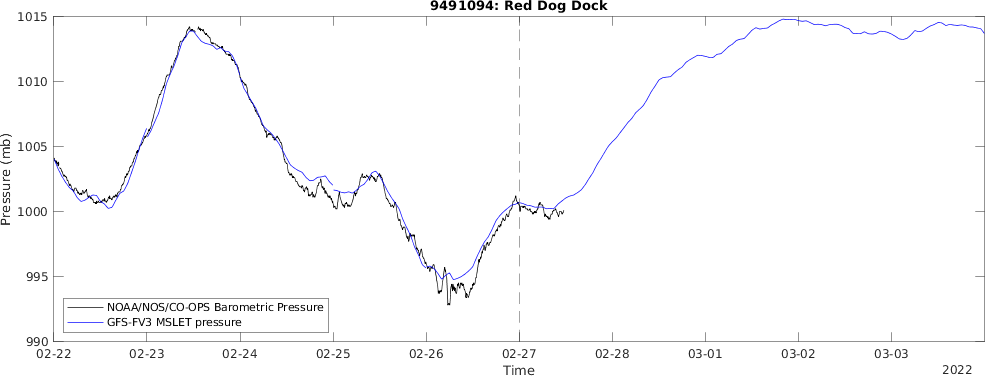 9491094: Red Dog Dock
Pressure (mb)
1015
1010
1005
1000
995
990
NOAA/NOS/CO-OPS Barometric Pressure
GFS-FV3 MSLET pressure
02-22 02-23 02-24 02-25 02-26 02-27 02-28 03-01 03-02 03-03
Time
2022